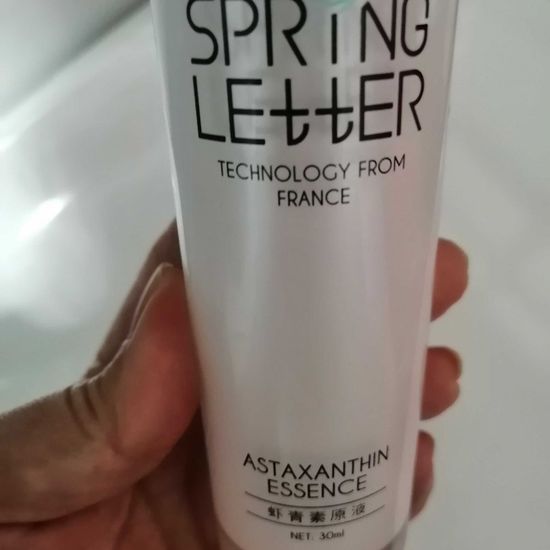 SPRING
LETTER
TECHNOLOGY FROM
FRANCE
ASTAXANTHIN
ESSENCE
虾青素原液
NET. 30ml